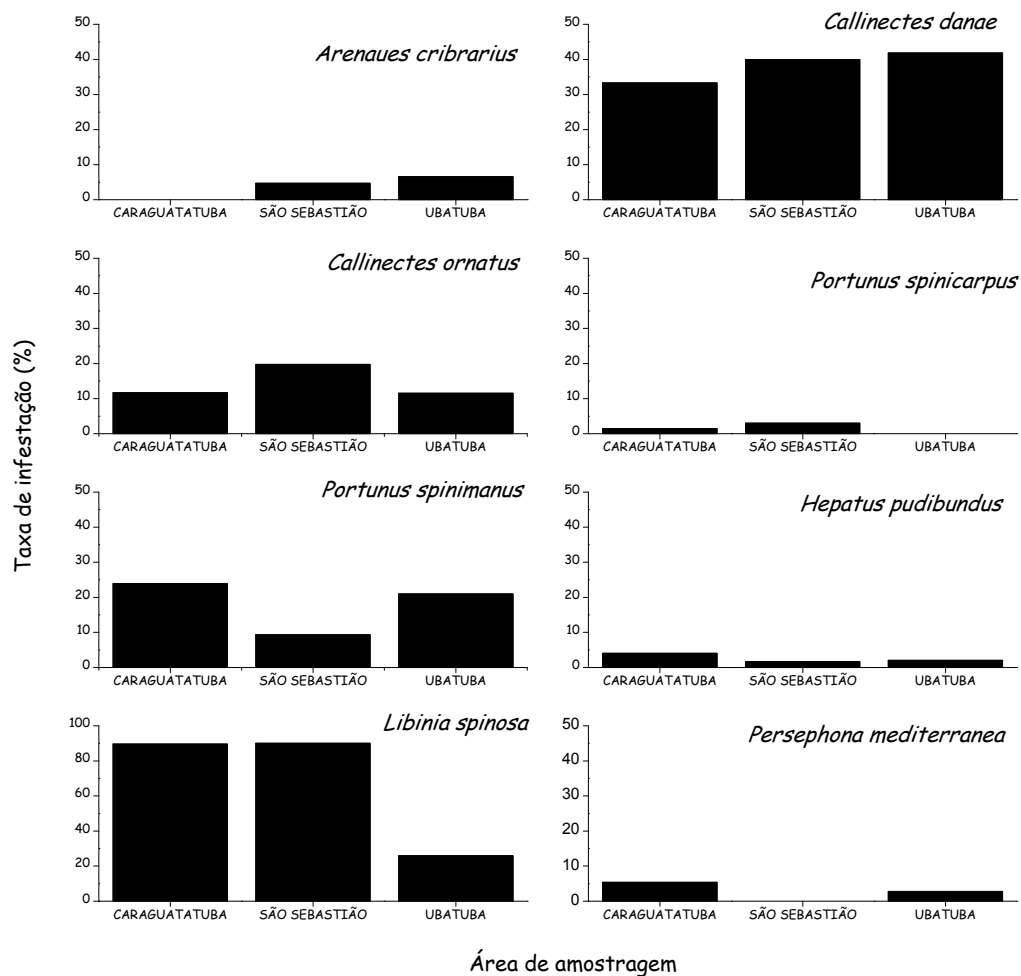 Arenaues cribrarius
50
40
30
20
10
0
CARAGUATATUBA SÃO SEBASTIÃO UBATUBA
Callinectes danae
50
40
30
20
10
0
CARAGUATATUBA SÃO SEBASTIÃO UBATUBA
Callinectes ornatus
50
40
30
20
10
0
CARAGUATATUBA SÃO SEBASTIÃO UBATUBA
Portunus spinicarpus
50
40
30
20
10
0
CARAGUATATUBA SÃO SEBASTIÃO UBATUBA
Taxa de infestação (%)
Portunus spinimanus
50
40
30
20
10
0
CARAGUATATUBA SÃO SEBASTIÃO UBATUBA
Hepatus pudibundus
50
40
30
20
10
0
CARAGUATATUBA SÃO SEBASTIÃO UBATUBA
Libinia spinosa
100
80
60
40
20
0
CARAGUATATUBA SÃO SEBASTIÃO UBATUBA
Persephona mediterranea
50
40
30
20
10
0
CARAGUATATUBA SÃO SEBASTIÃO UBATUBA
Área de amostragem